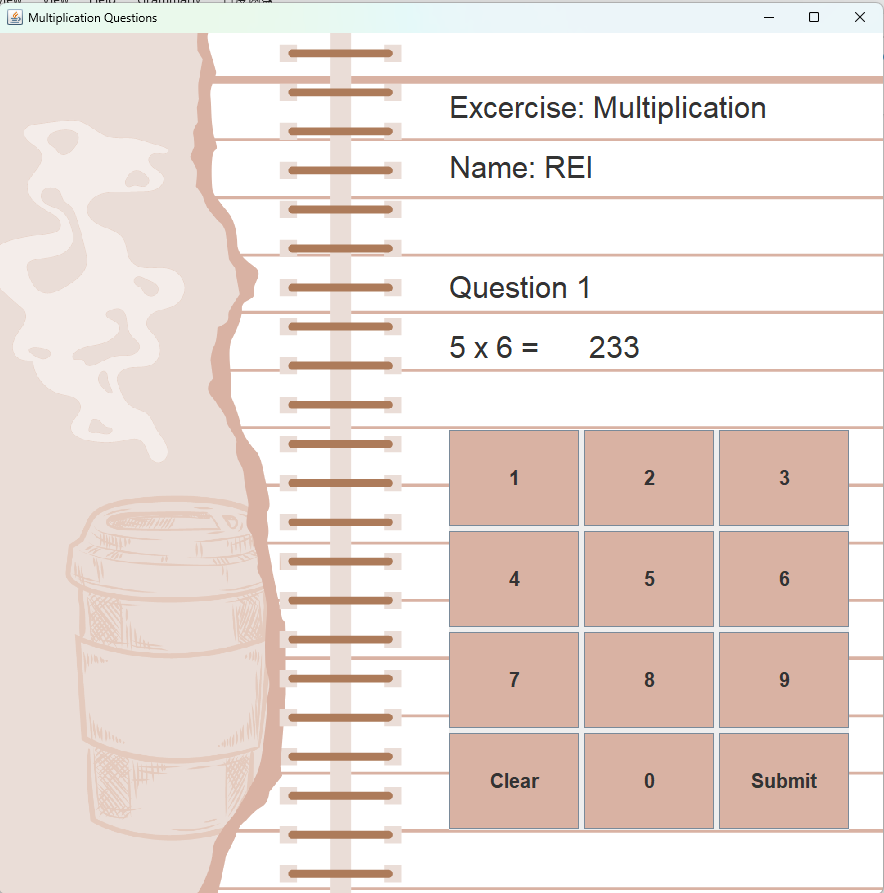 Multiplication Questions
Excercise: Multiplication
Name: REI
Question 1
5 x 6 = 233
1 2 3
4 5 6
7 8 9
Clear 0 Submit